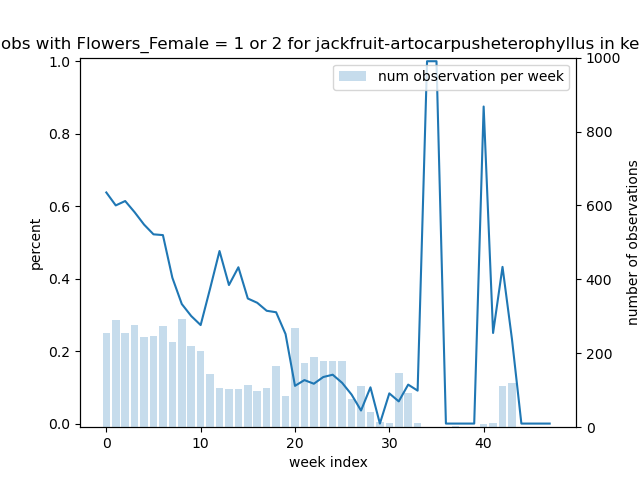 obs with Flowers_Female = 1 or 2 for jackfruit-artocarpusheterophyllus in ke
num observation per week
1.0
0.8
0.6
0.4
0.2
0.0
percent
1000
800
600
400
200
0
number of observations
0 10 20 30 40
week index